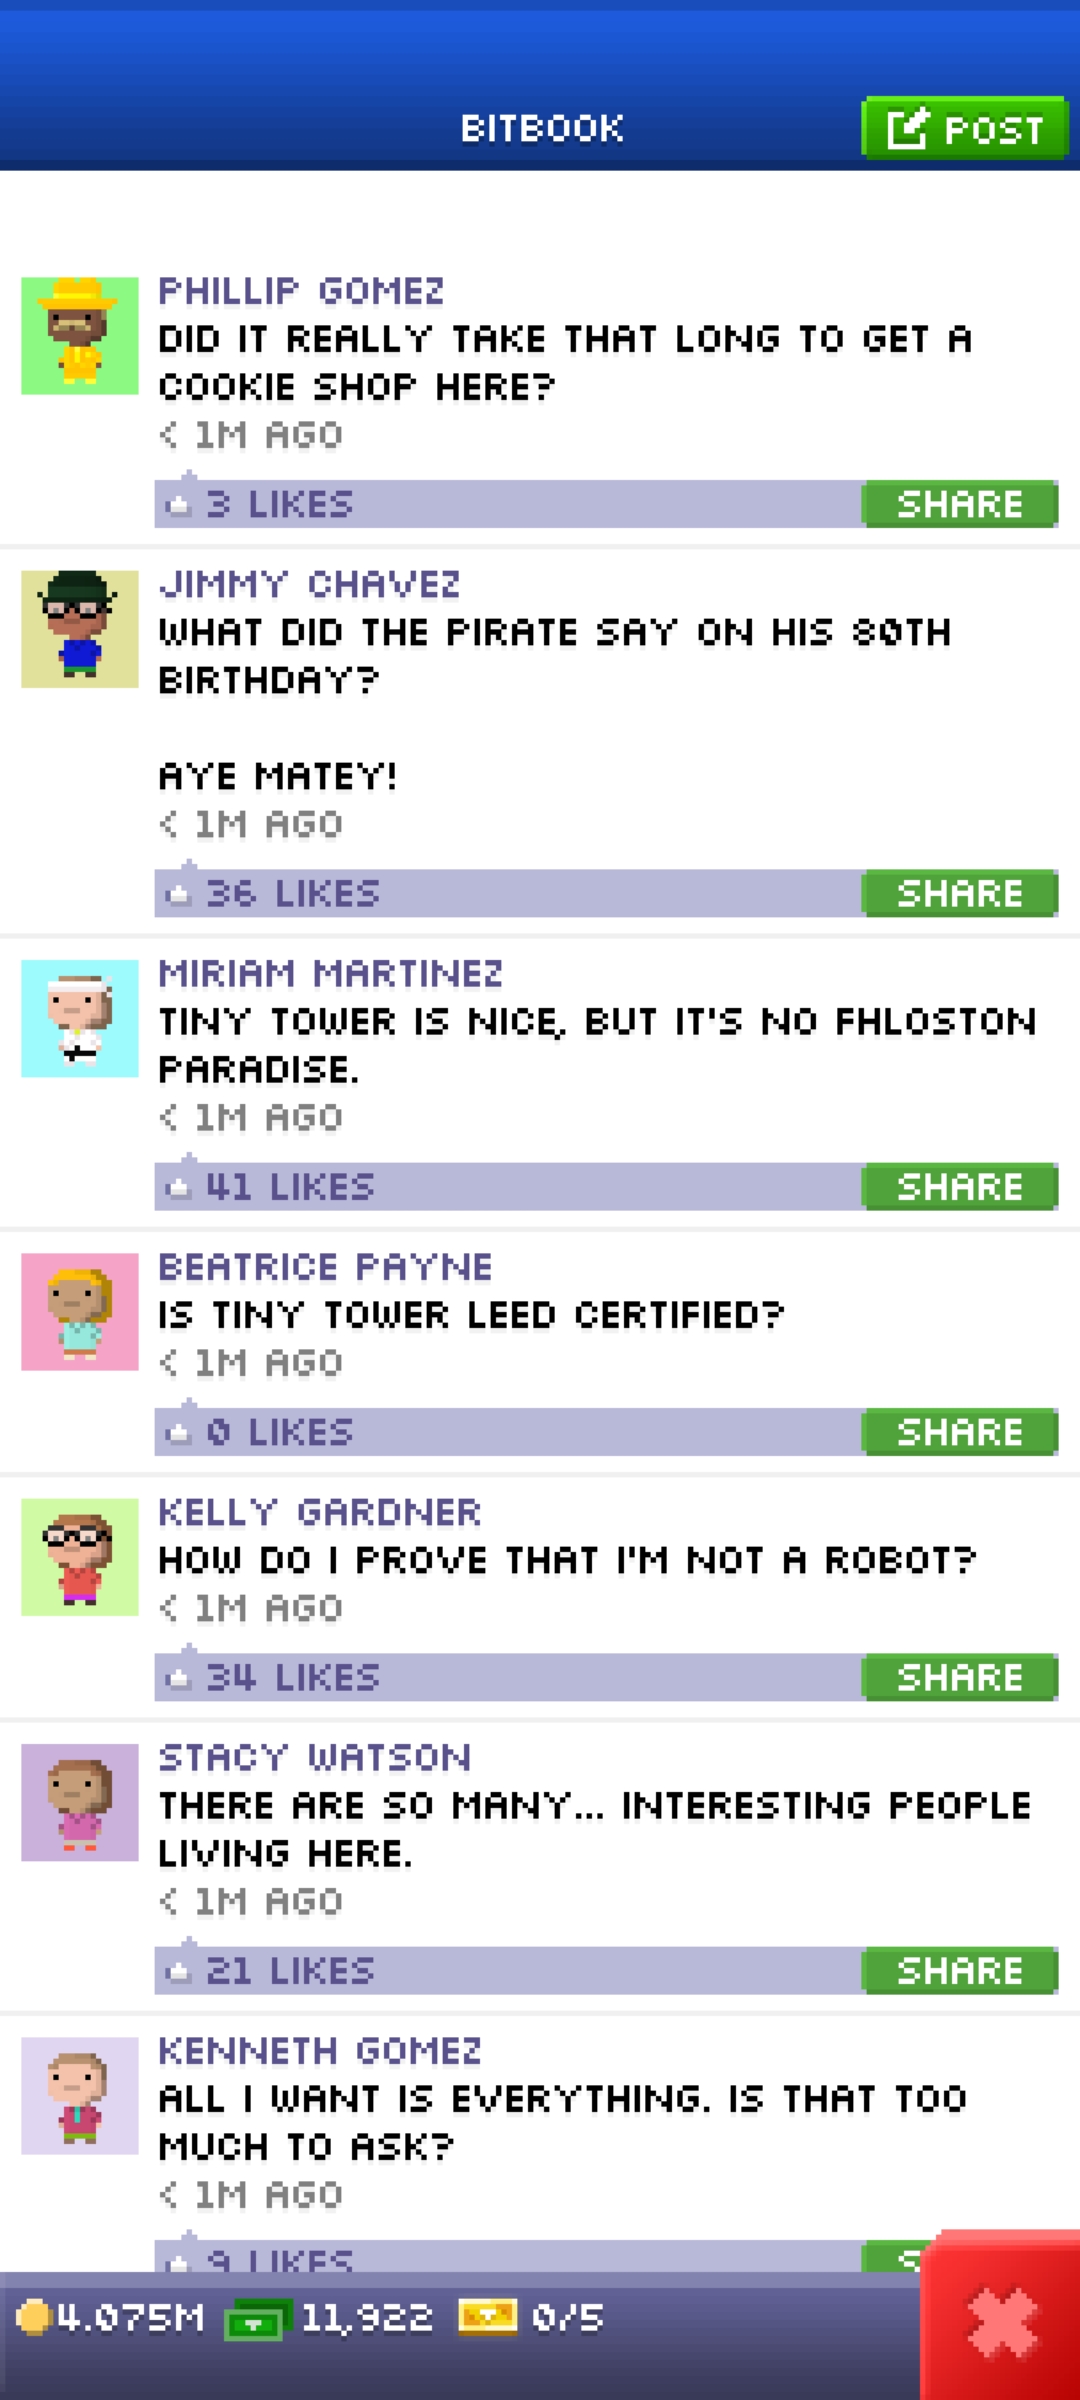 BITBOOK
POST
PHILLIP GOMEZ
DID IT REALLY TAKE THAT LONG TO GET A
COOKIE SHOP HERE?
< 1M AGO
3 LIKES
SHARE
JIMMY CHAVEZ
WHAT DID THE PIRATE SAY ON HIS 80TH
BIRTHDAY?
AYE MATEY!
< 1M AGO
36 LIKES
SHARE
MIRIAM MARTINEZ
TINY TOWER IS NICE, BUT IT'S NO FHLOSTON
PARADISE.
< 1M AGO
41 LIKES
SHARE
BEATRICE PAYNE
IS TINY TOWER LEED CERTIFIED?
< 1M AGO
0 LIKES
SHARE
KELLY GARDNER
HOW DO I PROVE THAT I'M NOT A ROBOT?
< 1M AGO
34 LIKES
SHARE
STACY WATSON
THERE ARE SO MANY... INTERESTING PEOPLE
LIVING HERE.
< 1M AGO
21 LIKES
SHARE
KENNETH GOMEZ
ALL I WANT IS EVERYTHING. IS THAT TOO
MUCH TO ASK?
< 1M AGO
9 LIKES
4.075M 11,922 0/5